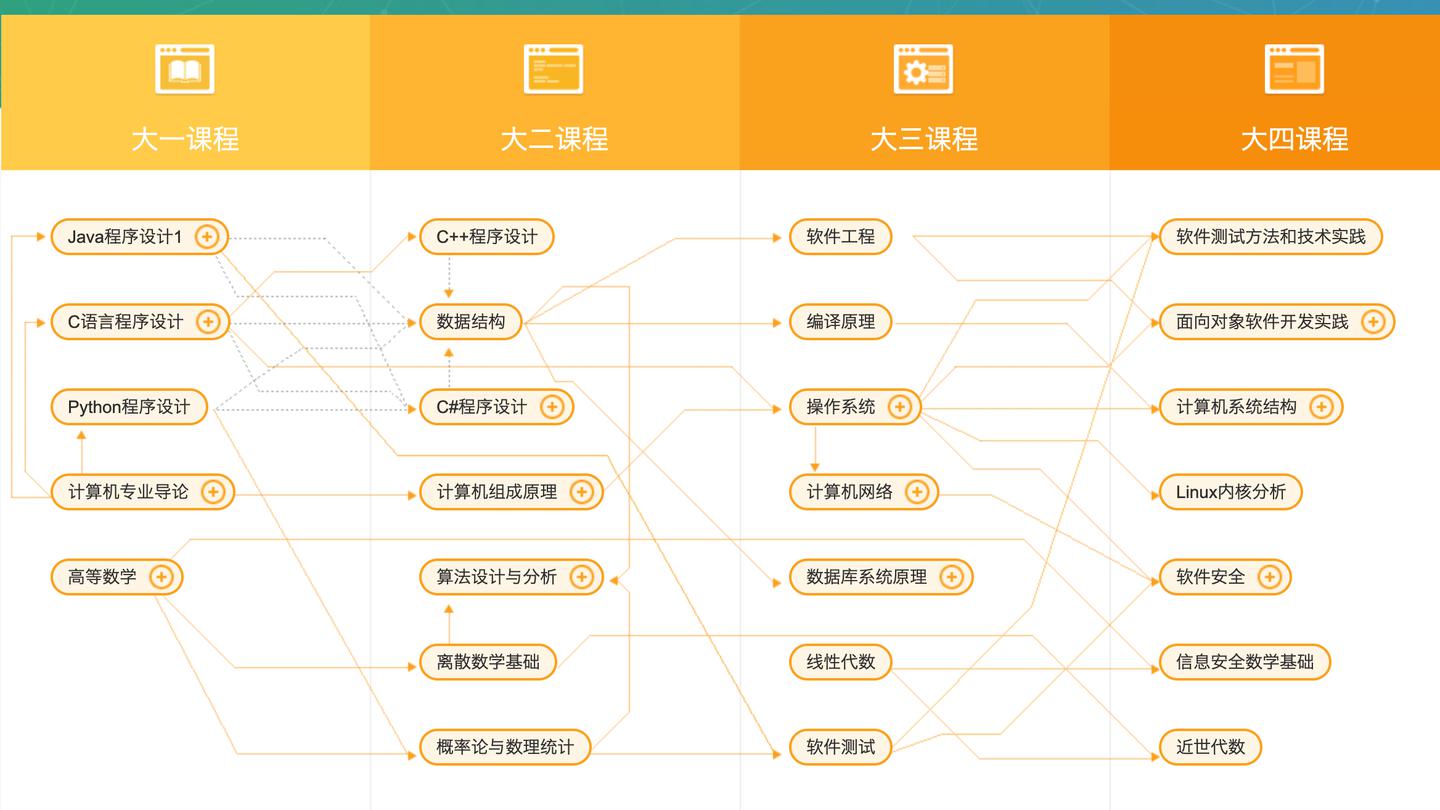 大一课程
大二课程
大三课程
大四课程
Java程序设计1
C++程序设计
软件工程
软件测试方法和技术实践
C语言程序设计
数据结构
编译原理
面向对象软件开发实践
Python程序设计
C#程序设计
操作系统
计算机系统结构
计算机专业导论
计算机组成原理
计算机网络
Linux内核分析
高等数学
算法设计与分析
数据库系统原理
软件安全
离散数学基础
线性代数
信息安全数学基础
概率论与数理统计
软件测试
近世代数